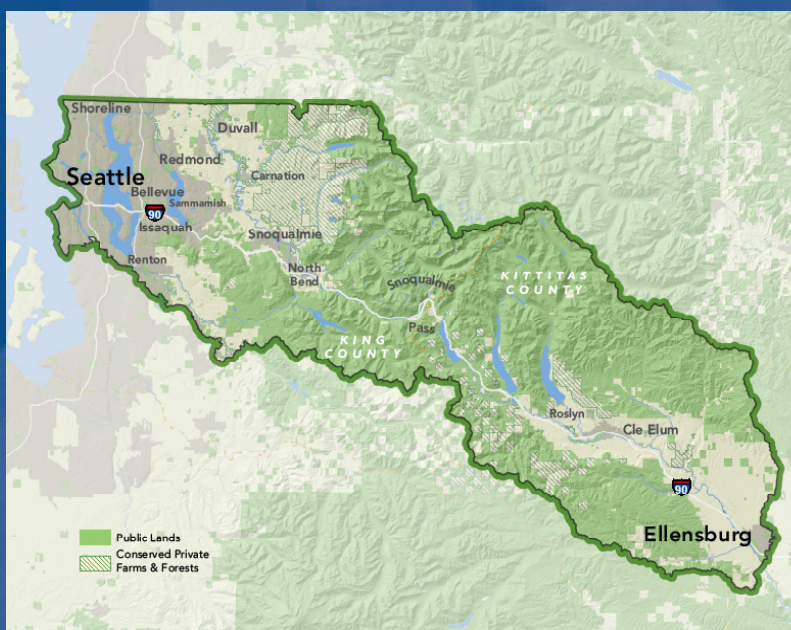 Shoreline
Duvall
Redmond
Carnation
Seattle
Bellevue
Sammamish
90
Issaquah
Snoqualmie
Renton
North
Bend
Snoqualmie
Pass
KITTITAS
COUNTY
KING
COUNTY
Roslyn
Cle Elum
90
Ellensburg
Public Lands
Conserved Private
Farms & Forests